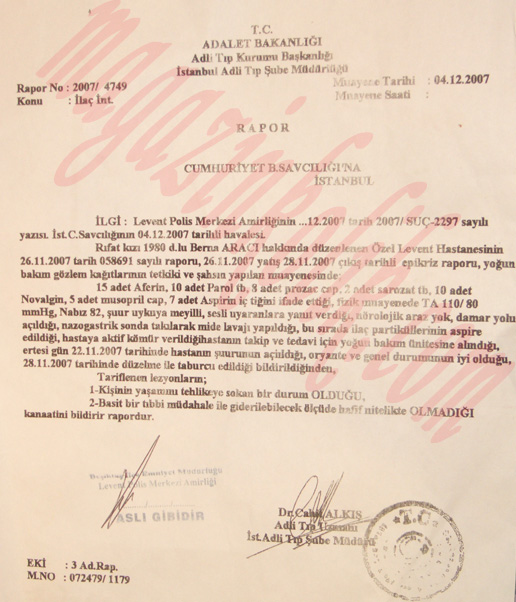 T.C.
ADALET BAKANLIĞI
Adli Tıp Kurumu Başkanlığı
İstanbul Adli Tıp Şube Müdürlüğü
Rapor No : 2007/ 4749
Muayene Tarihi : 04.12.2007
Konu : İlaç İnt.
Muayene Saati :
R A P O R
CUMHURİYET B.SAVCILIĞI'NA
İSTANBUL
İLGİ : Levent Polis Merkezi Amirliğinin ...12.2007 tarih 2007/ SUÇ-2297 sayılı
yazısı. İst.C.Savcılığının 04.12.2007 tarihli havalesi.
Rıfat kızı 1980 d.lu Berna ARACI hakkında düzenlenen Özel Levent Hastanesinin
26.11.2007 tarih 058691 sayılı raporu, 26.11.2007 yatış 28.11.2007 çıkış tarihli epikriz raporu, yoğun
bakım gözlem kağıtlarının tetkiki ve şahsın yapılan muayenesinde;
15 adet Aferin, 10 adet Parol tb, 8 adet prozac cap, 2 adet sarozat tb, 10 adet
Novalgin, 5 adet musopril cap, 7 adet Aspirin iç tiğini ifade ettiği, fizik muayenede TA 110/ 80
mmHg, Nabız 82, şuur uykuya meyilli, sesli uyaranlara yanıt verdiği, nörolojik araz yok, damar yolu
açıldığı, nazogastrik sonda takılarak mide lavajı yapıldığı, bu sırada ilaç partiküllerinin aspire
edildiği, hastaya aktif kömür verildiğihastanın takip ve tedavi için yoğun bakım ünitesine alındığı,
ertesi gün 22.11.2007 tarihinde hastanın şuurunun açıldığı, oryante ve genel durumunun iyi olduğu,
28.11.2007 tarihinde düzelme ile taburcu edildiği bildirildiğinden,
Tariflenen lezyonların;
1-Kişinin yaşamını tehlikeye sokan bir durum OLDUĞU,
2-Basit bir tıbbi müdahale ile giderilebilecek ölçüde hafif nitelikte OLMADIĞI
kanaatini bildirir rapordur.
Emniyet Müdürlüğü
Levent Polis Merkezi Amirliği
ASLI GİBİDİR
Dr.Cahit ALKIŞ
Adli Tıp Uzmanı
İst.Adli Tıp Şube Müdürü
T.C.
EKİ : 3 Ad.Rap.
M.NO : 072479/ 1179